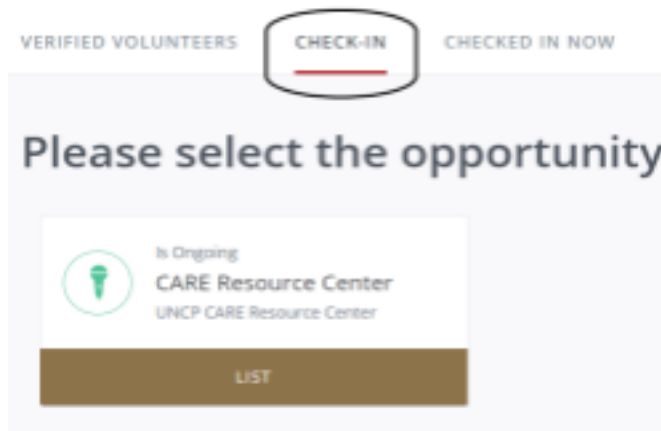 VERIFIED VOLUNTEERS CHECK-IN CHECKED IN NOW
Please select the opportunity
Is Ongoing
CARE Resource Center
UNCP CARE Resource Center
LIST